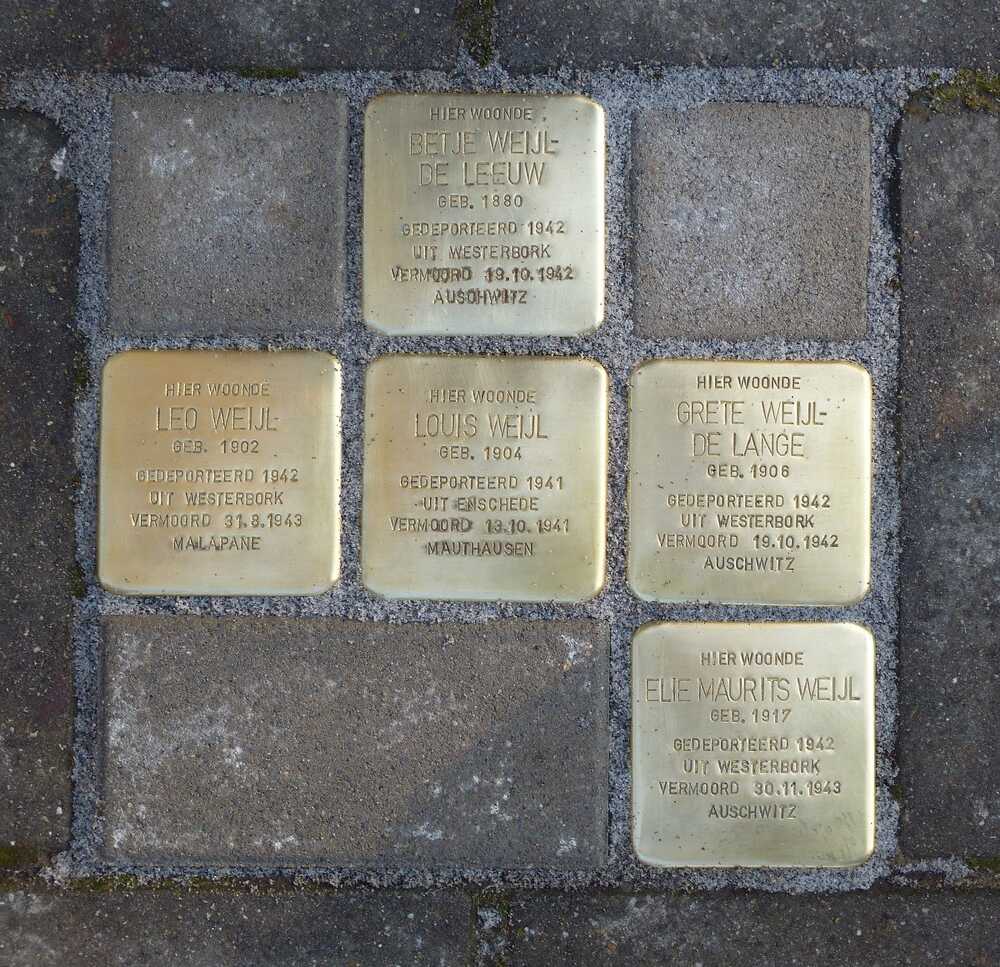 HIER WOONDE
BETJE WEIJL-
DE LEEUW
GEB. 1880
GEDEPORTEERD 1942
UIT WESTERBORK
VERMOORD 19.10.1942
AUSCHWITZ
HIER WOONDE
LEO WEIJL
GEB. 1902
GEDEPORTEERD 1942
UIT WESTERBORK
VERMOORD 31.8.1943
MALAPANE
HIER WOONDE
LOUIS WEIJL
GEB. 1904
GEDEPORTEERD 1941
UIT ENSCHEDE
VERMOORD 13.10.1941
MAUTHAUSEN
HIER WOONDE
GRETE WEIJL-
DE LANGE
GEB. 1906
GEDEPORTEERD 1942
UIT WESTERBORK
VERMOORD 19.10.1942
AUSCHWITZ
HIER WOONDE
ELIE MAURITS WEIJL
GEB. 1917
GEDEPORTEERD 1942
UIT WESTERBORK
VERMOORD 30.11.1943
AUSCHWITZ